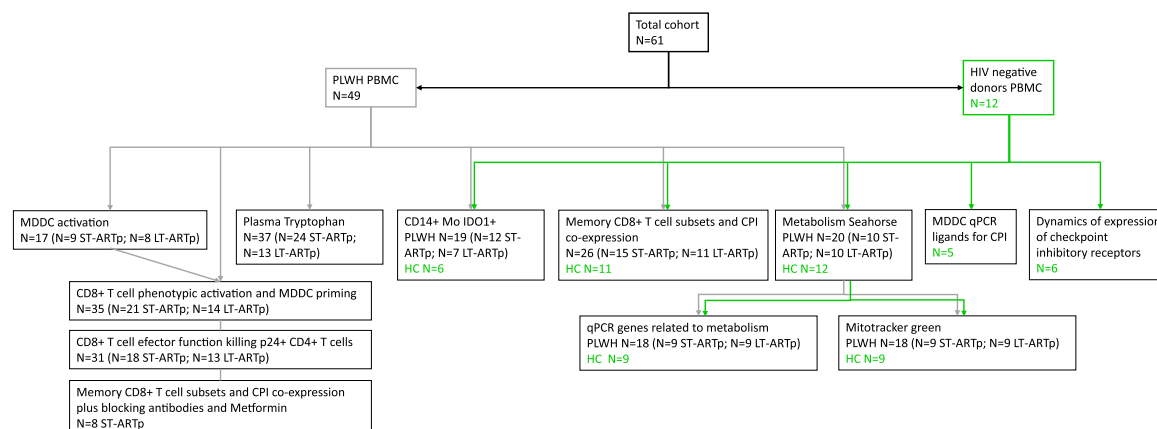 Total cohort
N=61
PLWH PBMC
N=49
HIV negative
donors PBMC
N=12
MDDC activation
N=17 (N=9 ST-ARTp; N=8 LT-ARTp)
Plasma Tryptophan
N=37 (N=24 ST-ARTp;
N=13 LT-ARTp)
CD14+ Mo IDO1+
PLWH N=19 (N=12 ST-
ARTp; N=7 LT-ARTp)
HC N=6
Memory CD8+ T cell subsets and CPI
co-expression
N=26 (N=15 ST-ARTp; N=11 LT-ARTp)
HC N=11
Metabolism Seahorse
PLWH N=20 (N=10 ST-
ARTp; N=10 LT-ARTp)
HC N=12
MDDC qPCR
ligands for CPI
N=5
Dynamics of expression
of checkpoint
inhibitory receptors
N=6
CD8+ T cell phenotypic activation and MDDC priming
N=35 (N=21 ST-ARTp; N=14 LT-ARTp)
CD8+ T cell efector function killing p24+ CD4+ T cells
N=31 (N=18 ST-ARTp; N=13 LT-ARTp)
Memory CD8+ T cell subsets and CPI co-expression
plus blocking antibodies and Metformin
N=8 ST-ARTp
qPCR genes related to metabolism
PLWH N=18 (N=9 ST-ARTp; N=9 LT-ARTp)
HC N=9
Mitotracker green
PLWH N=18 (N=9 ST-ARTp; N=9 LT-ARTp)
HC N=9